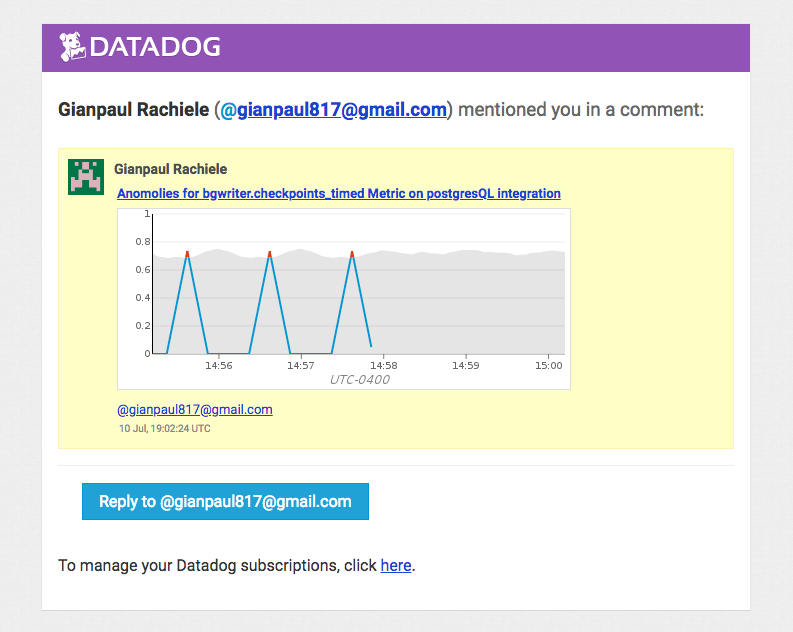 DATADOG
Gianpaul Rachiele (@gianpaul817@gmail.com) mentioned you in a comment:
Gianpaul Rachiele
Anomolies for bgwriter.checkpoints_timed Metric on postgresQL integration
1
0.8
0.6
0.4
0.2
0
14:56 14:57 14:58 14:59 15:00
UTC-0400
@gianpaul817@gmail.com
10 Jul, 19:02:24 UTC
Reply to @gianpaul817@gmail.com
To manage your Datadog subscriptions, click here.